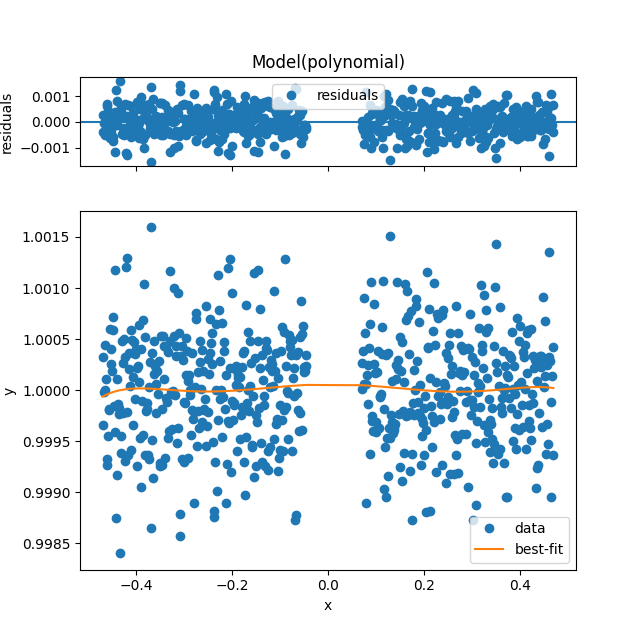 Model(polynomial)
residuals
0.001
0.000
−0.001
residuals
y
1.0015
1.0010
1.0005
1.0000
0.9995
0.9990
0.9985
data
best-fit
−0.4 −0.2 0.0 0.2 0.4
x